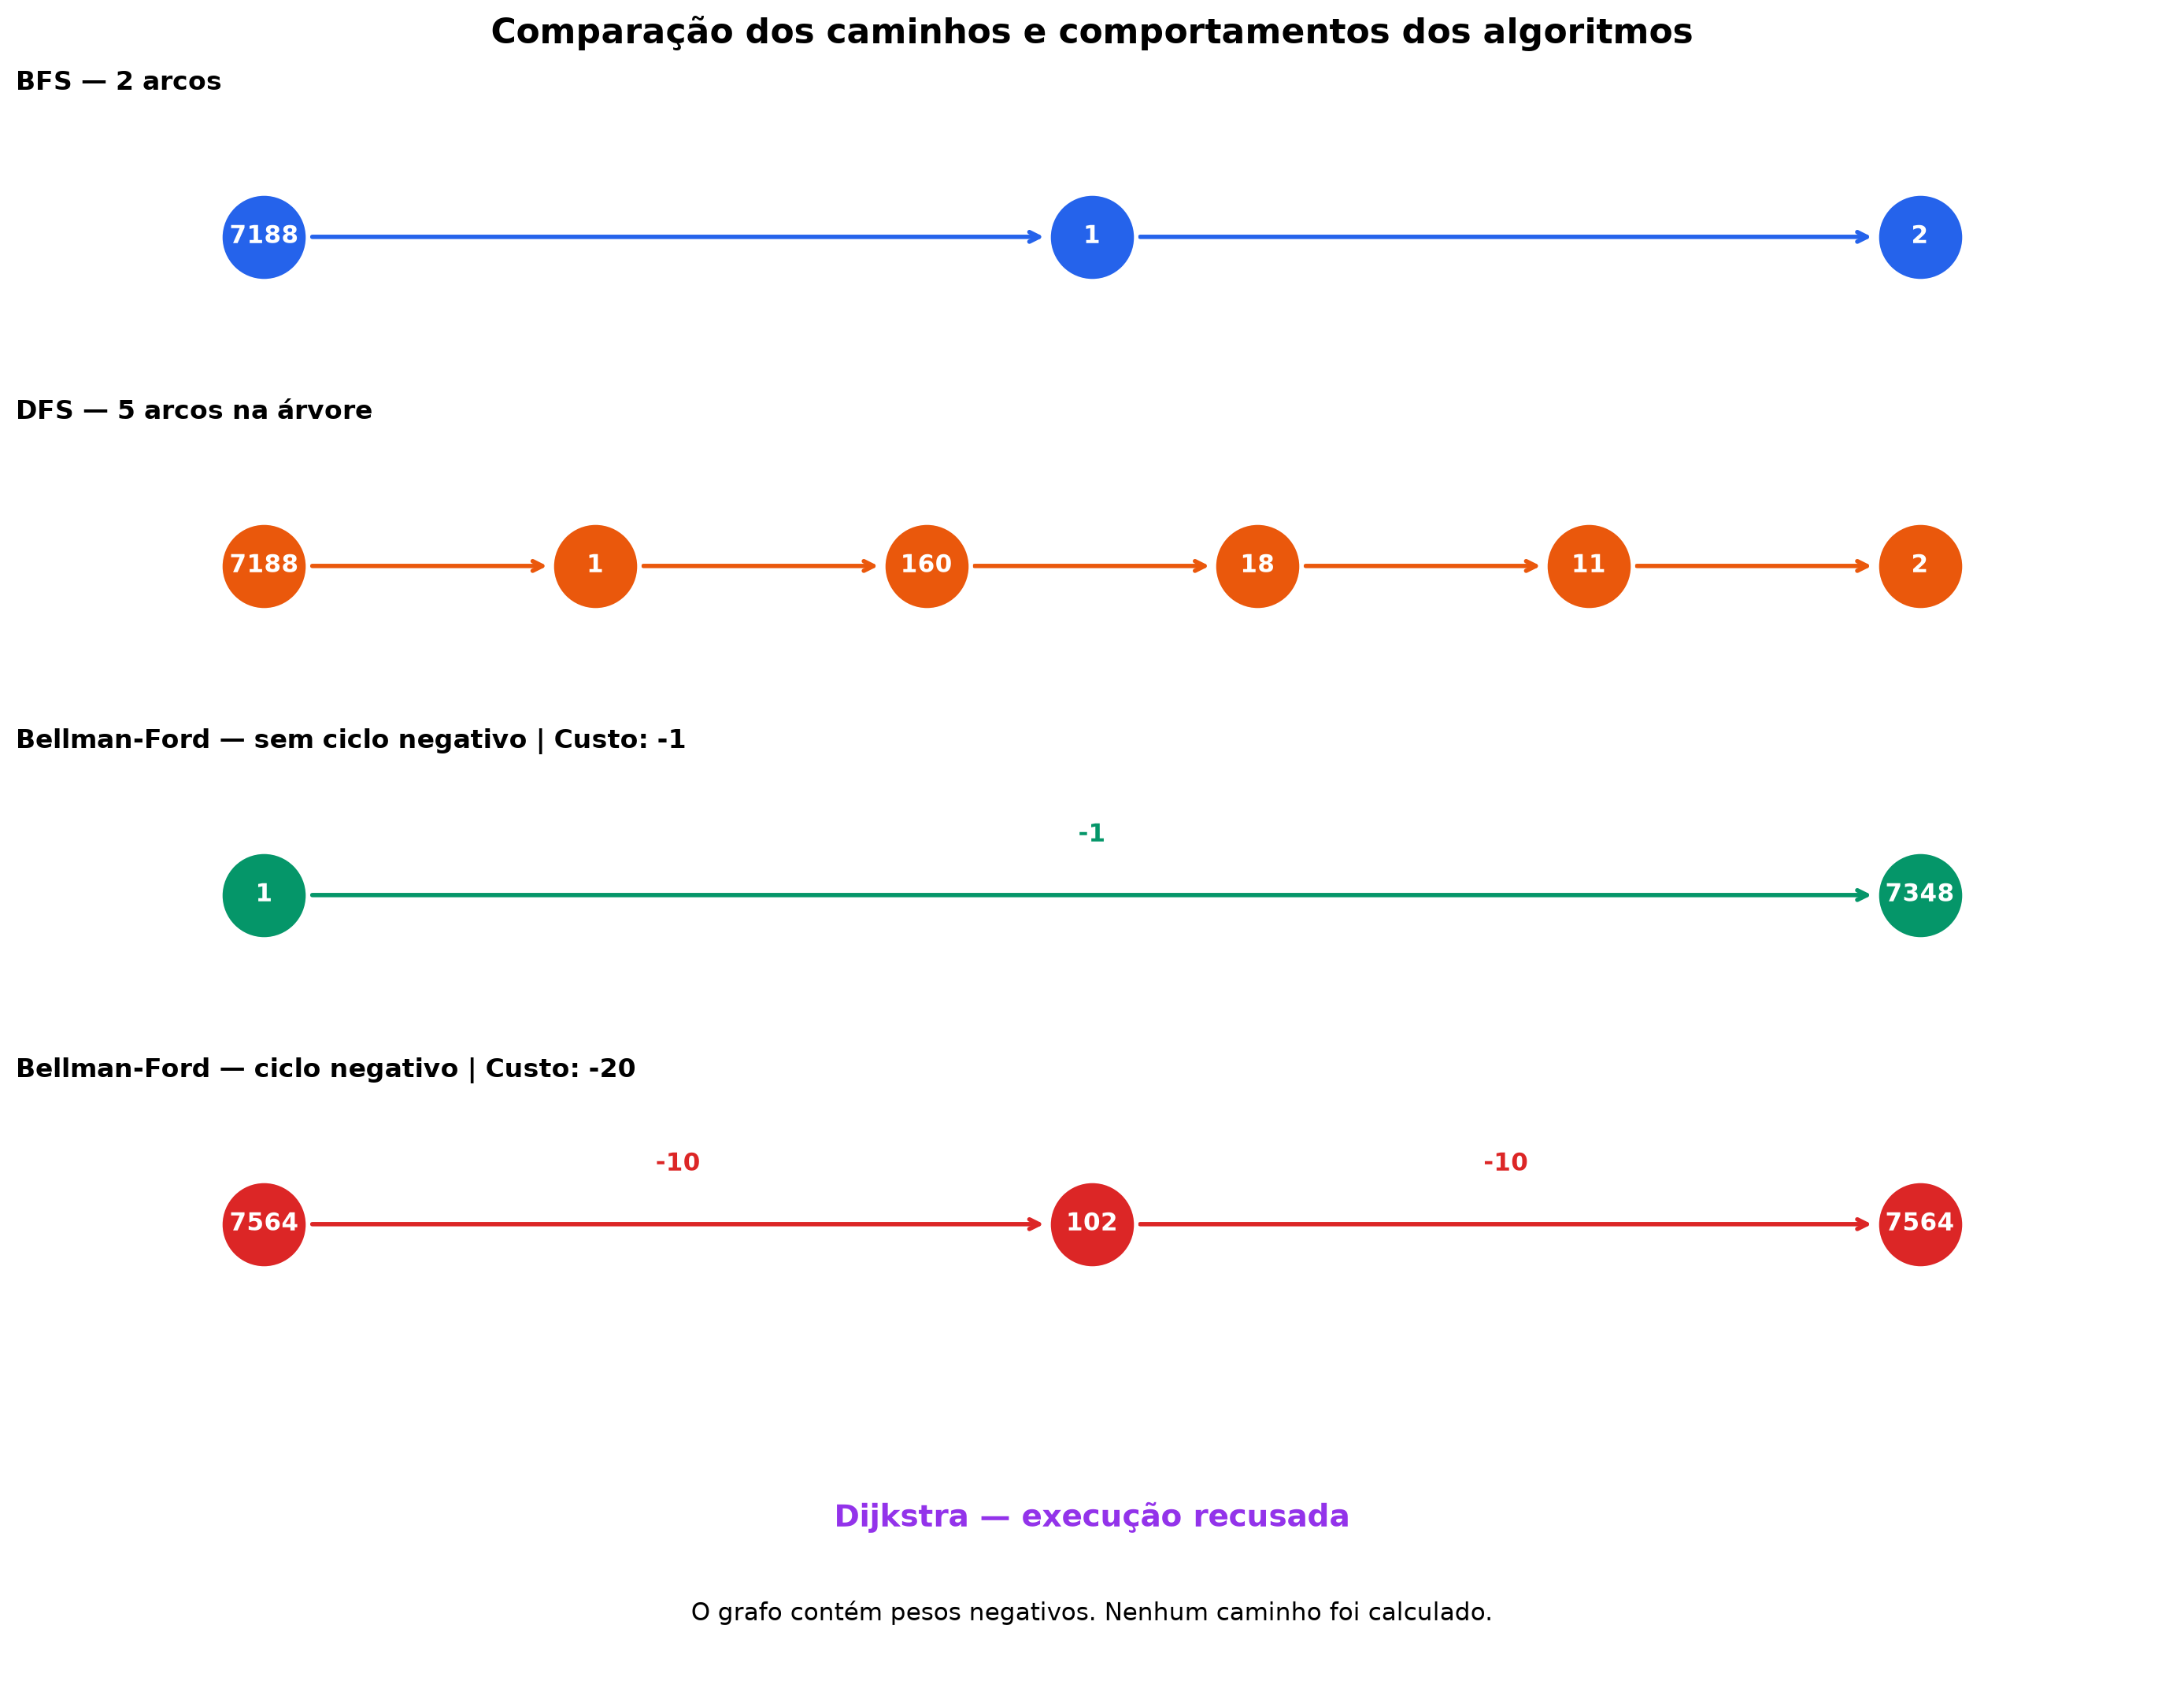 Comparação dos caminhos e comportamentos dos algoritmos
BFS — 2 arcos
7188 1 2
DFS — 5 arcos na árvore
7188 1 160 18 11 2
Bellman-Ford — sem ciclo negativo | Custo: -1
-1
1 7348
Bellman-Ford — ciclo negativo | Custo: -20
-10 -10
7564 102 7564
Dijkstra — execução recusada
O grafo contém pesos negativos. Nenhum caminho foi calculado.